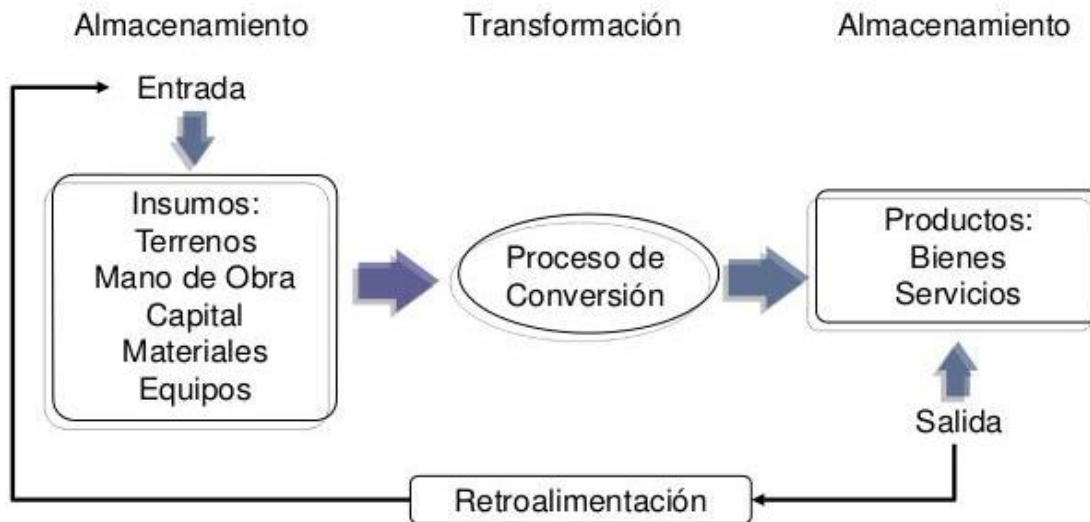 Almacenamiento
Transformación
Almacenamiento
Entrada
Insumos:
Terrenos
Mano de Obra
Capital
Materiales
Equipos
Proceso de
Conversión
Productos:
Bienes
Servicios
Salida
Retroalimentación